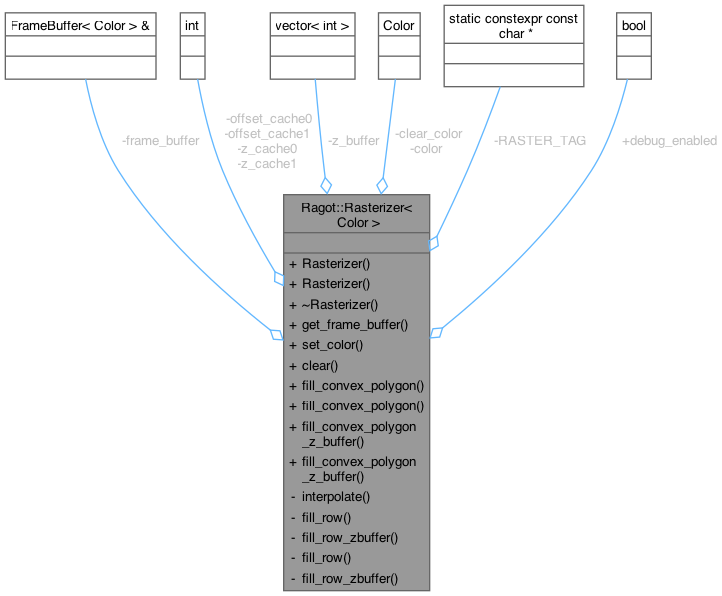 FrameBuffer< Color > &
int
vector< int >
Color
static constexpr const
char *
bool
-frame_buffer
-offset_cache0
-offset_cache1
-z_cache0
-z_cache1
-z_buffer
-clear_color
-color
-RASTER_TAG
+debug_enabled
Ragot::Rasterizer<
Color >
+ Rasterizer()
+ Rasterizer()
+ ~Rasterizer()
+ get_frame_buffer()
+ set_color()
+ clear()
+ fill_convex_polygon()
+ fill_convex_polygon()
+ fill_convex_polygon
_z_buffer()
+ fill_convex_polygon
_z_buffer()
- interpolate()
- fill_row()
- fill_row_zbuffer()
- fill_row()
- fill_row_zbuffer()